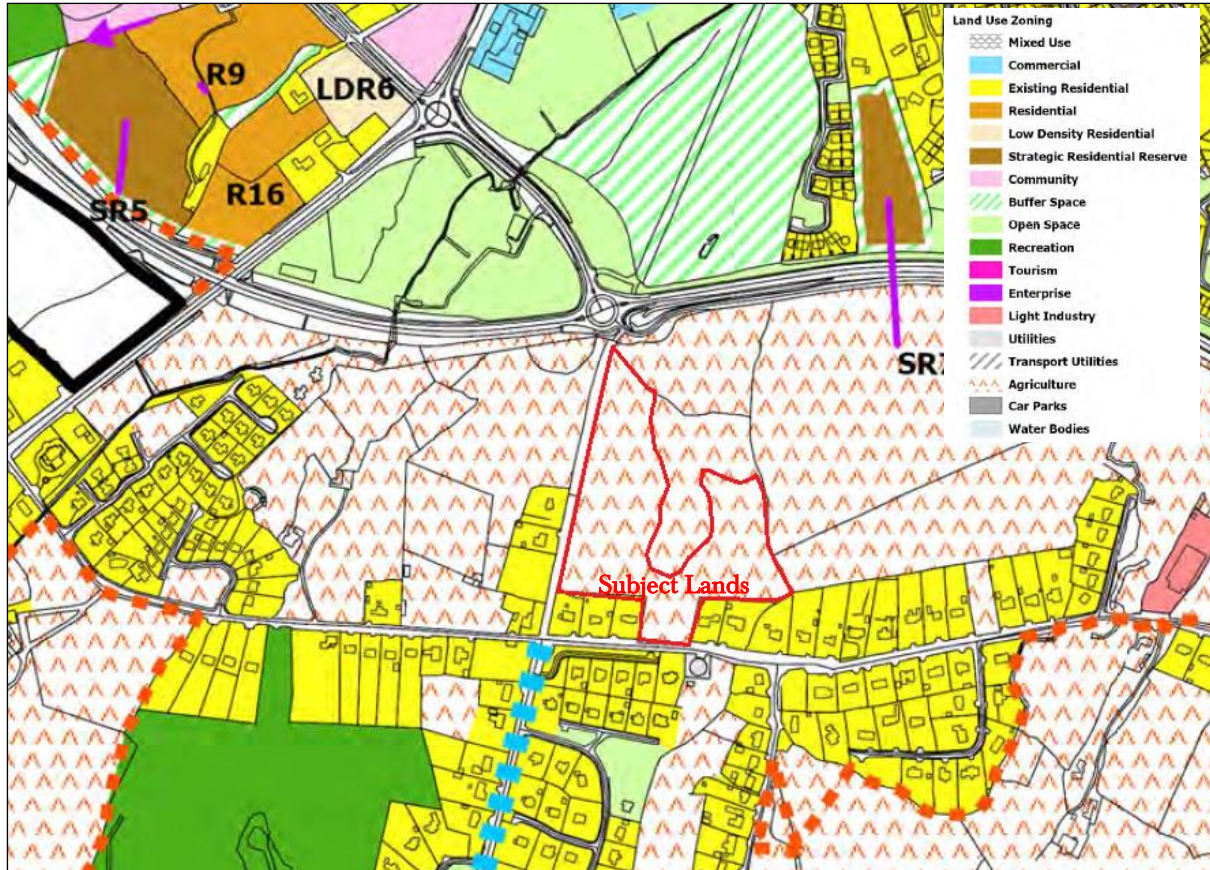 Land Use Zoning
Mixed Use
Commercial
Existing Residential
Residential
Low Density Residential
Strategic Residential Reserve
Community
Buffer Space
Open Space
Recreation
Tourism
Enterprise
Light Industry
Utilities
Transport Utilities
Agriculture
Car Parks
Water Bodies
R9
LDR6
R16
SR5
SR7
Subject Lands